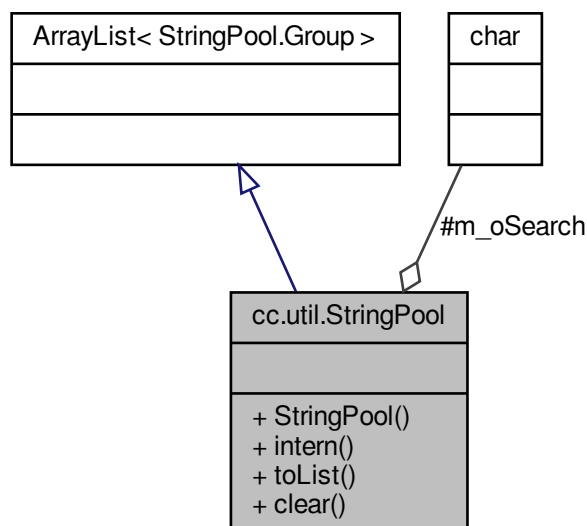 ArrayList< StringPool.Group >
char
#m_oSearch
cc.util.StringPool
+ StringPool()
+ intern()
+ toList()
+ clear()